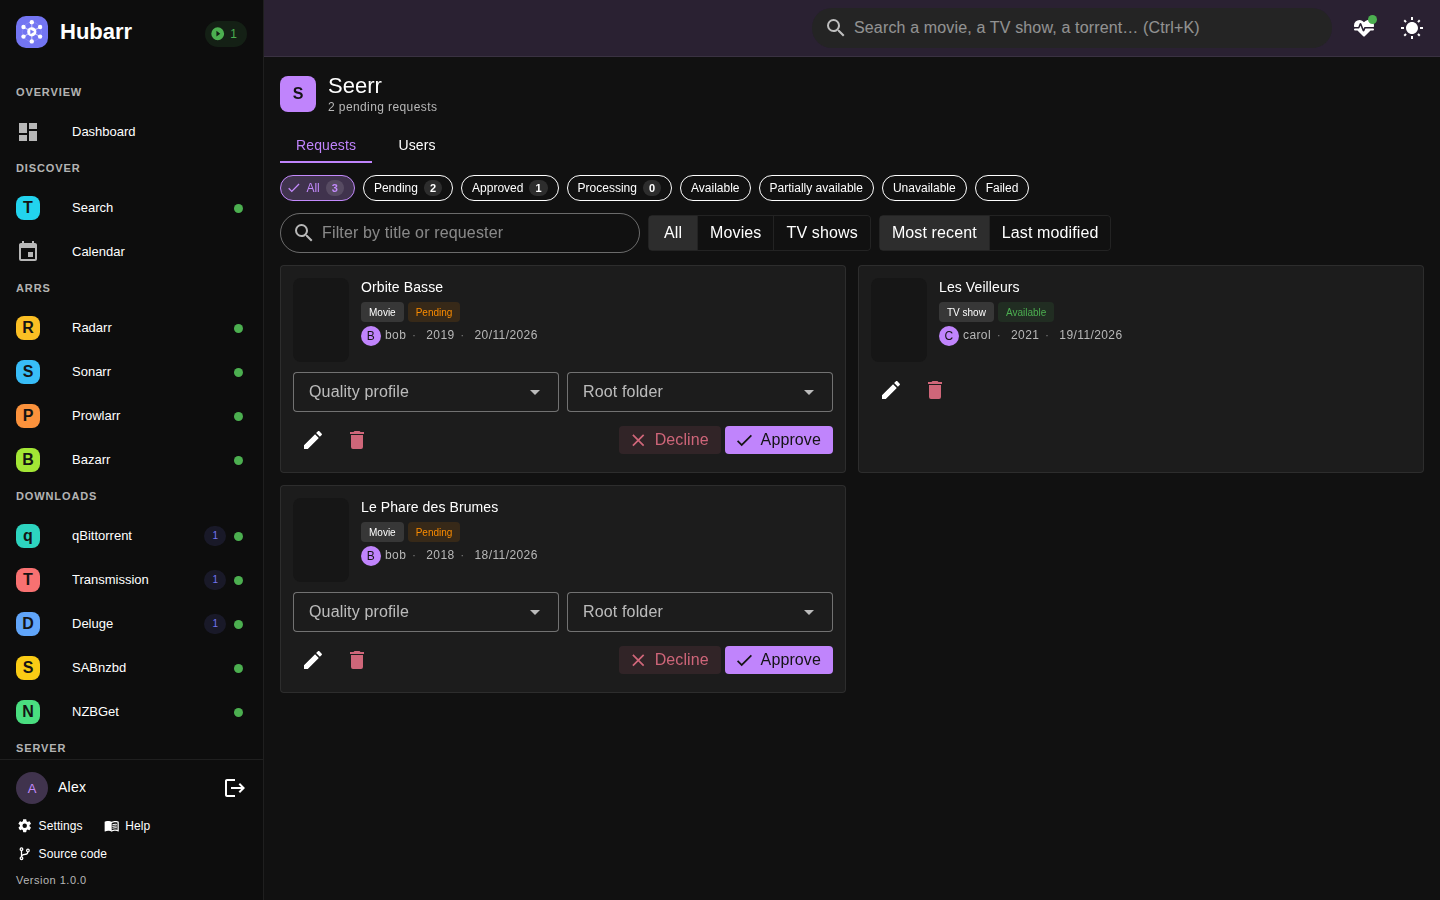 Hubarr
1
OVERVIEW
Dashboard
DISCOVER
T Search
Calendar
ARRS
R Radarr
S Sonarr
P Prowlarr
B Bazarr
DOWNLOADS
q qBittorrent 1
T Transmission 1
D Deluge 1
S SABnzbd
N NZBGet
SERVER
A Alex
Settings Help
Source code
Version 1.0.0
Search a movie, a TV show, a torrent… (Ctrl+K)
S Seerr
2 pending requests
Requests Users
All 3 Pending 2 Approved 1 Processing 0 Available Partially available Unavailable Failed
Filter by title or requester All Movies TV shows Most recent Last modified
Orbite Basse
Movie Pending
B bob · 2019 · 20/11/2026
Quality profile Root folder
Decline Approve
Les Veilleurs
TV show Available
C carol · 2021 · 19/11/2026
Le Phare des Brumes
Movie Pending
B bob · 2018 · 18/11/2026
Quality profile Root folder
Decline Approve